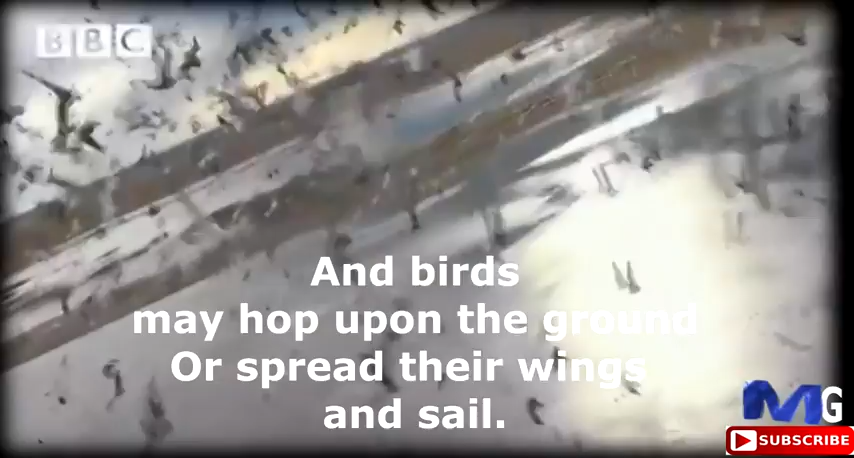 BBC
And birds
may hop upon the ground
Or spread their wings
and sail.
MG
SUBSCRIBE